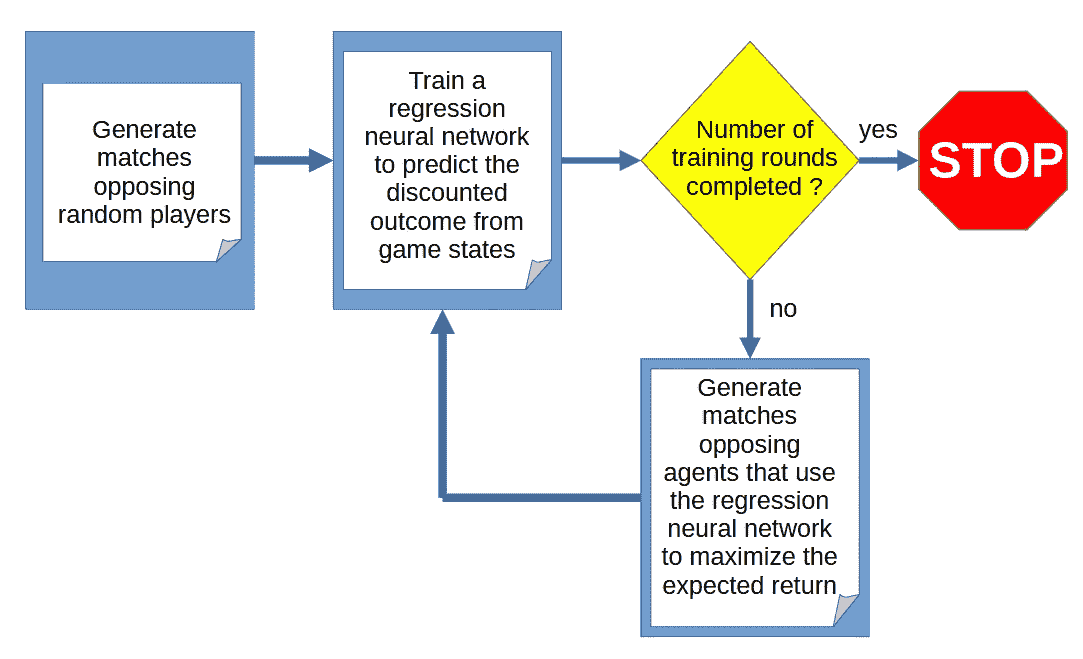 Generate
matches
opposing
random players
Train a
regression
neural network
to predict the
discounted
outcome from
game states
Number of
training rounds
completed ?
yes
STOP
no
Generate
matches
opposing
agents that use
the regression
neural network
to maximize the
expected return